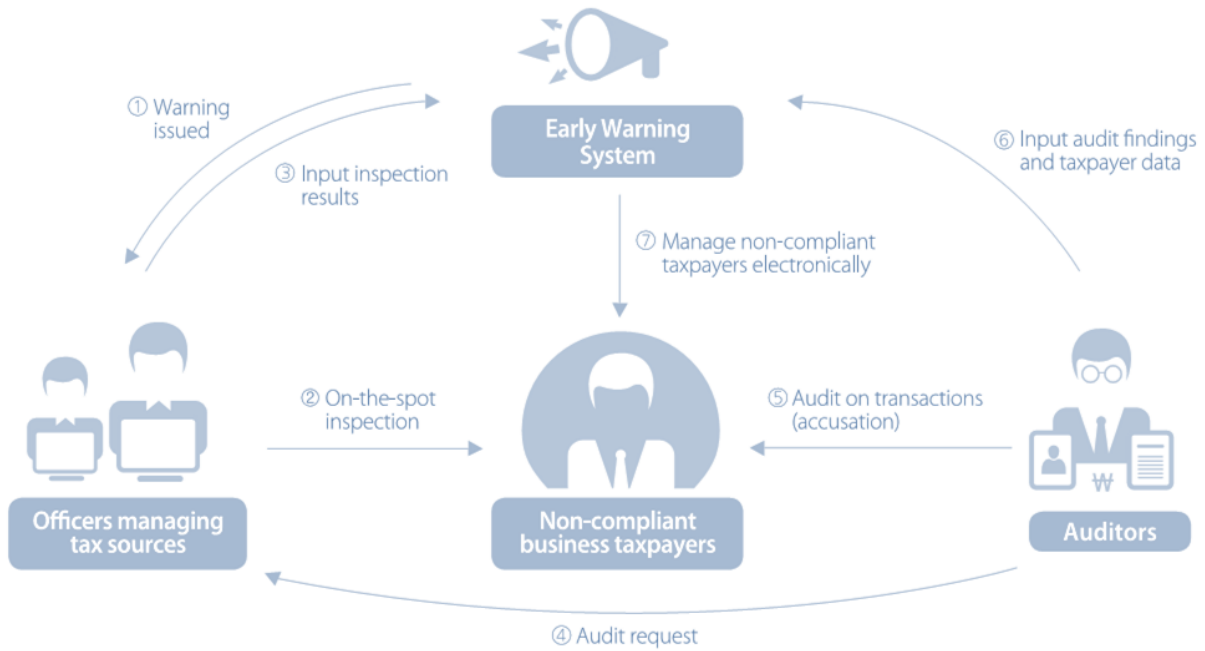 ① Warning
issued
③ Input inspection
results
Early Warning
System
⑥ Input audit findings
and taxpayer data
⑦ Manage non-compliant
taxpayers electronically
② On-the-spot
inspection
⑤ Audit on transactions
(accusation)
₩
Officers managing
tax sources
Non-compliant
business taxpayers
Auditors
④ Audit request